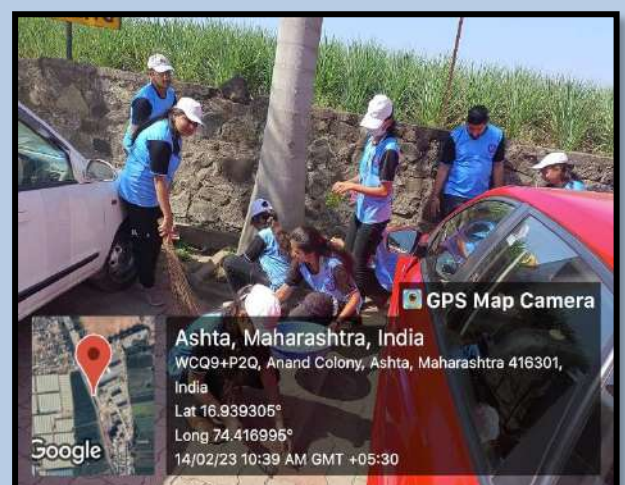 GPS Map Camera
Ashta, Maharashtra, India
WCQ9+P2Q, Anand Colony, Ashta, Maharashtra 416301,
India
Lat 16.939305°
Long 74.416995°
14/02/23 10:39 AM GMT +05:30
Google